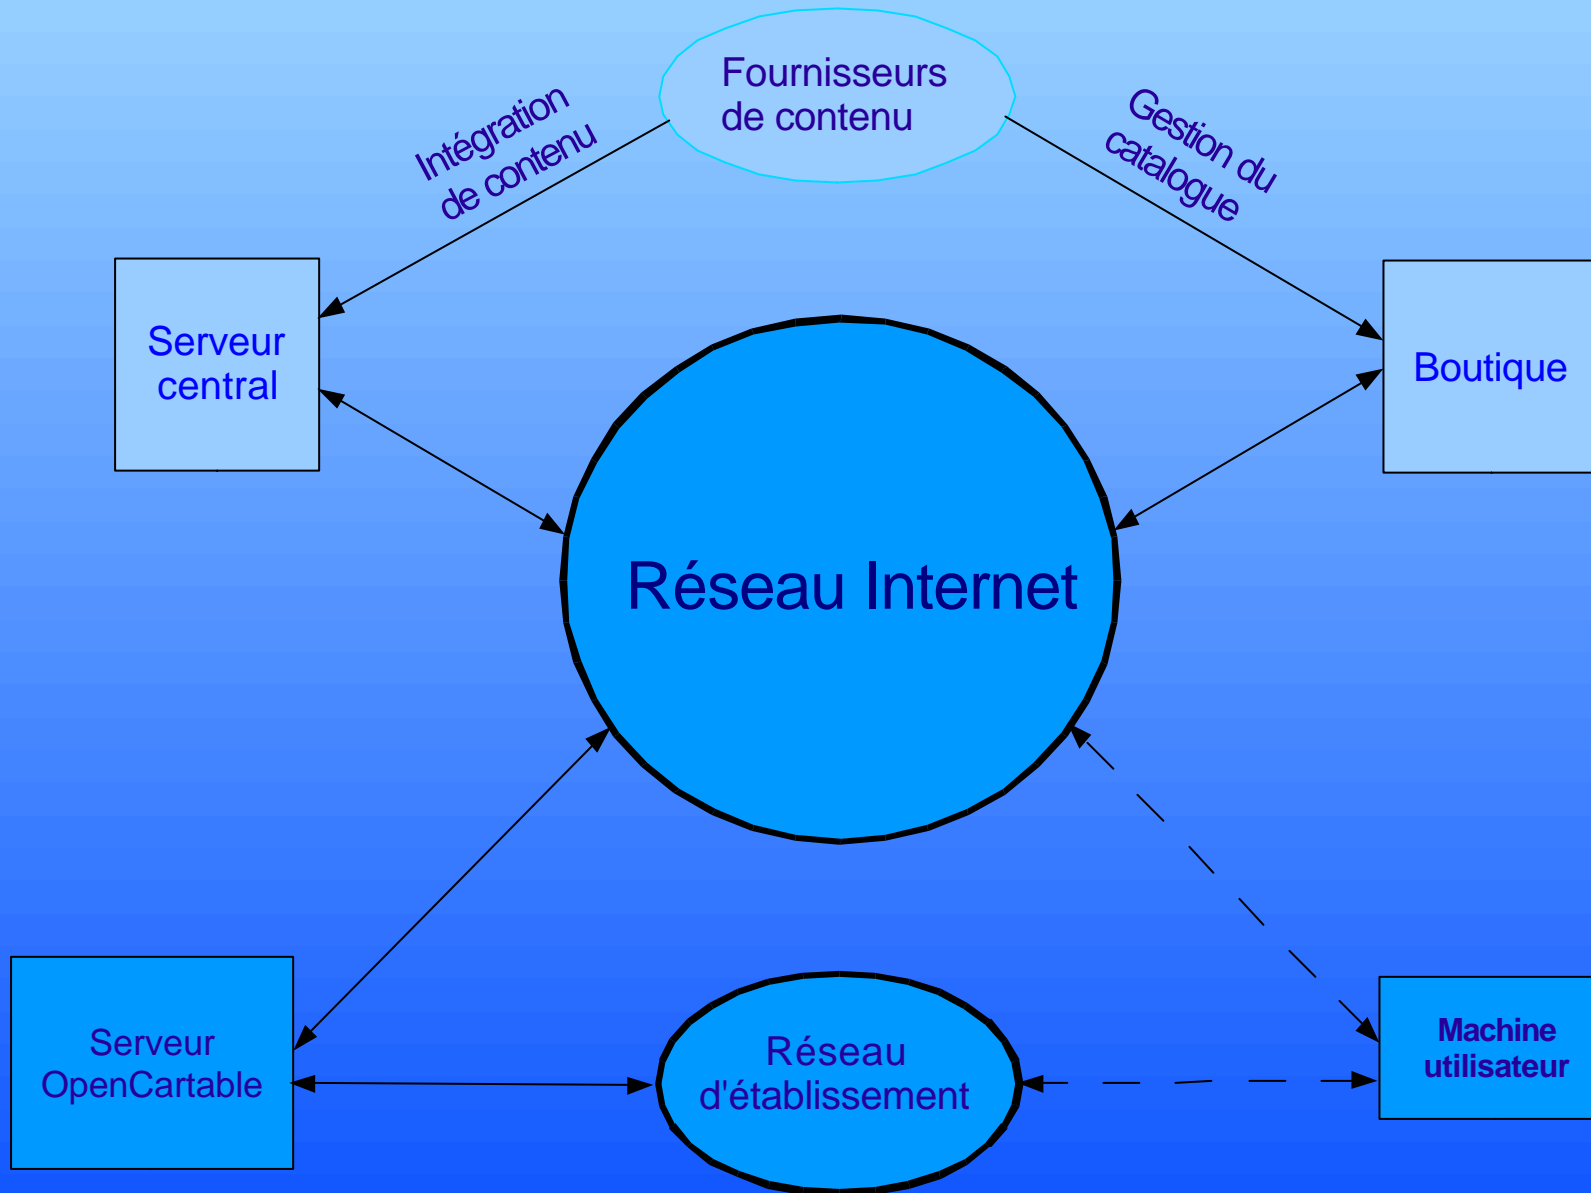 Fournisseurs
de contenu
Intégration
de contenu
Gestion du
catalogue
Serveur
central
Boutique
Réseau Internet
Serveur
OpenCartable
Réseau
d'établissement
Machine
utilisateur